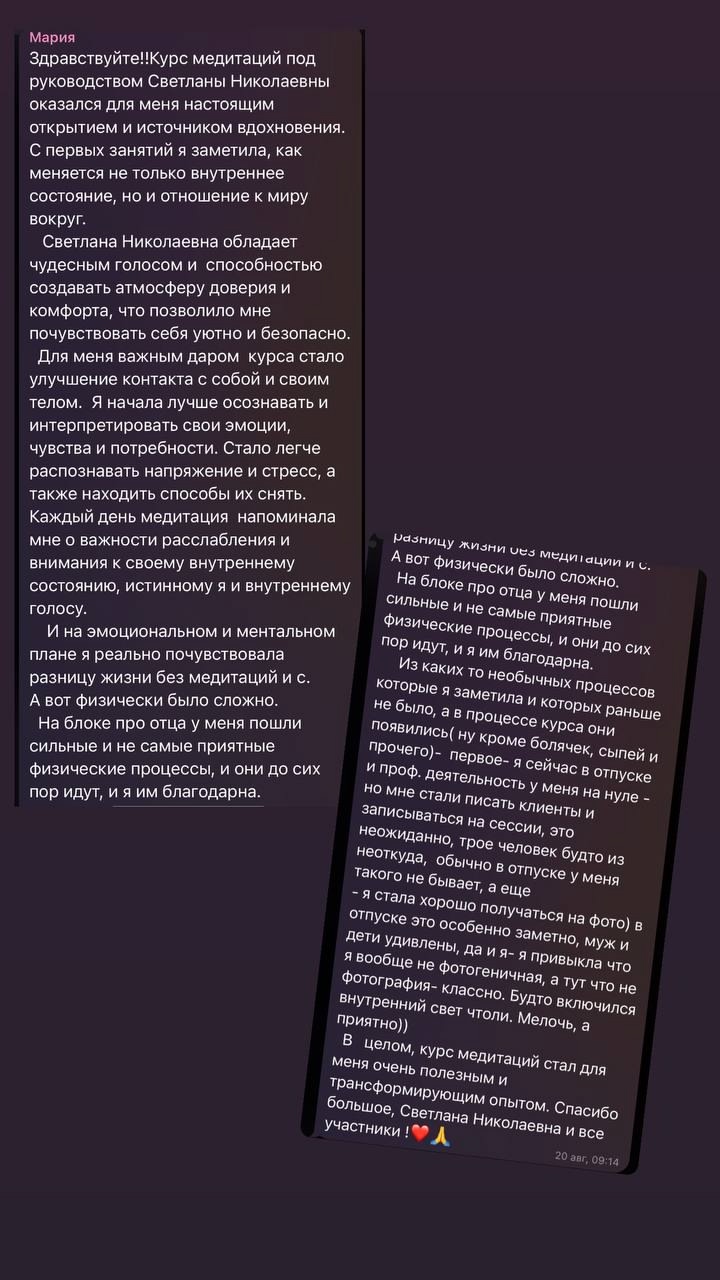 Мария
Здравствуйте!!Курс медитаций под
руководством Светланы Николаевны
оказался для меня настоящим
открытием и источником вдохновения.
С первых занятий я заметила, как
меняется не только внутреннее
состояние, но и отношение к миру
вокруг.
Светлана Николаевна обладает
чудесным голосом и способностью
создавать атмосферу доверия и
комфорта, что позволило мне
почувствовать себя уютно и безопасно.
Для меня важным даром курса стало
улучшение контакта с собой и своим
телом. Я начала лучше осознавать и
интерпретировать свои эмоции,
чувства и потребности. Стало легче
распознавать напряжение и стресс, а
также находить способы их снять.
Каждый день медитация напоминала
мне о важности расслабления и
внимания к своему внутреннему
состоянию, истинному я и внутреннему
голосу.
И на эмоциональном и ментальном
плане я реально почувствовала
разницу жизни без медитаций и с.
А вот физически было сложно.
На блоке про отца у меня пошли
сильные и не самые приятные
физические процессы, и они до сих
пор идут, и я им благодарна.
разницу жизни без медитаций и с.
А вот физически было сложно.
На блоке про отца у меня пошли
сильные и не самые приятные
физические процессы, и они до сих
пор идут, и я им благодарна.
Из каких то необычных процессов
которые я заметила и которых раньше
не было, а в процессе курса они
появились( ну кроме болячек, сыпей и
прочего)- первое- я сейчас в отпуске
и проф. деятельность у меня на нуле -
но мне стали писать клиенты и
записываться на сессии, это
неожиданно, трое человек будто из
неоткуда, обычно в отпуске у меня
такого не бывает, а еще
- я стала хорошо получаться на фото) в
отпуске это особенно заметно, муж и
дети удивлены, да и я- я привыкла что
я вообще не фотогеничная, а тут что не
фотография- классно. Будто включился
внутренний свет чтоли. Мелочь, а
приятно))
В целом, курс медитаций стал для
меня очень полезным и
трансформирующим опытом. Спасибо
большое, Светлана Николаевна и все
участники !❤️🙏
20 авг, 09:14